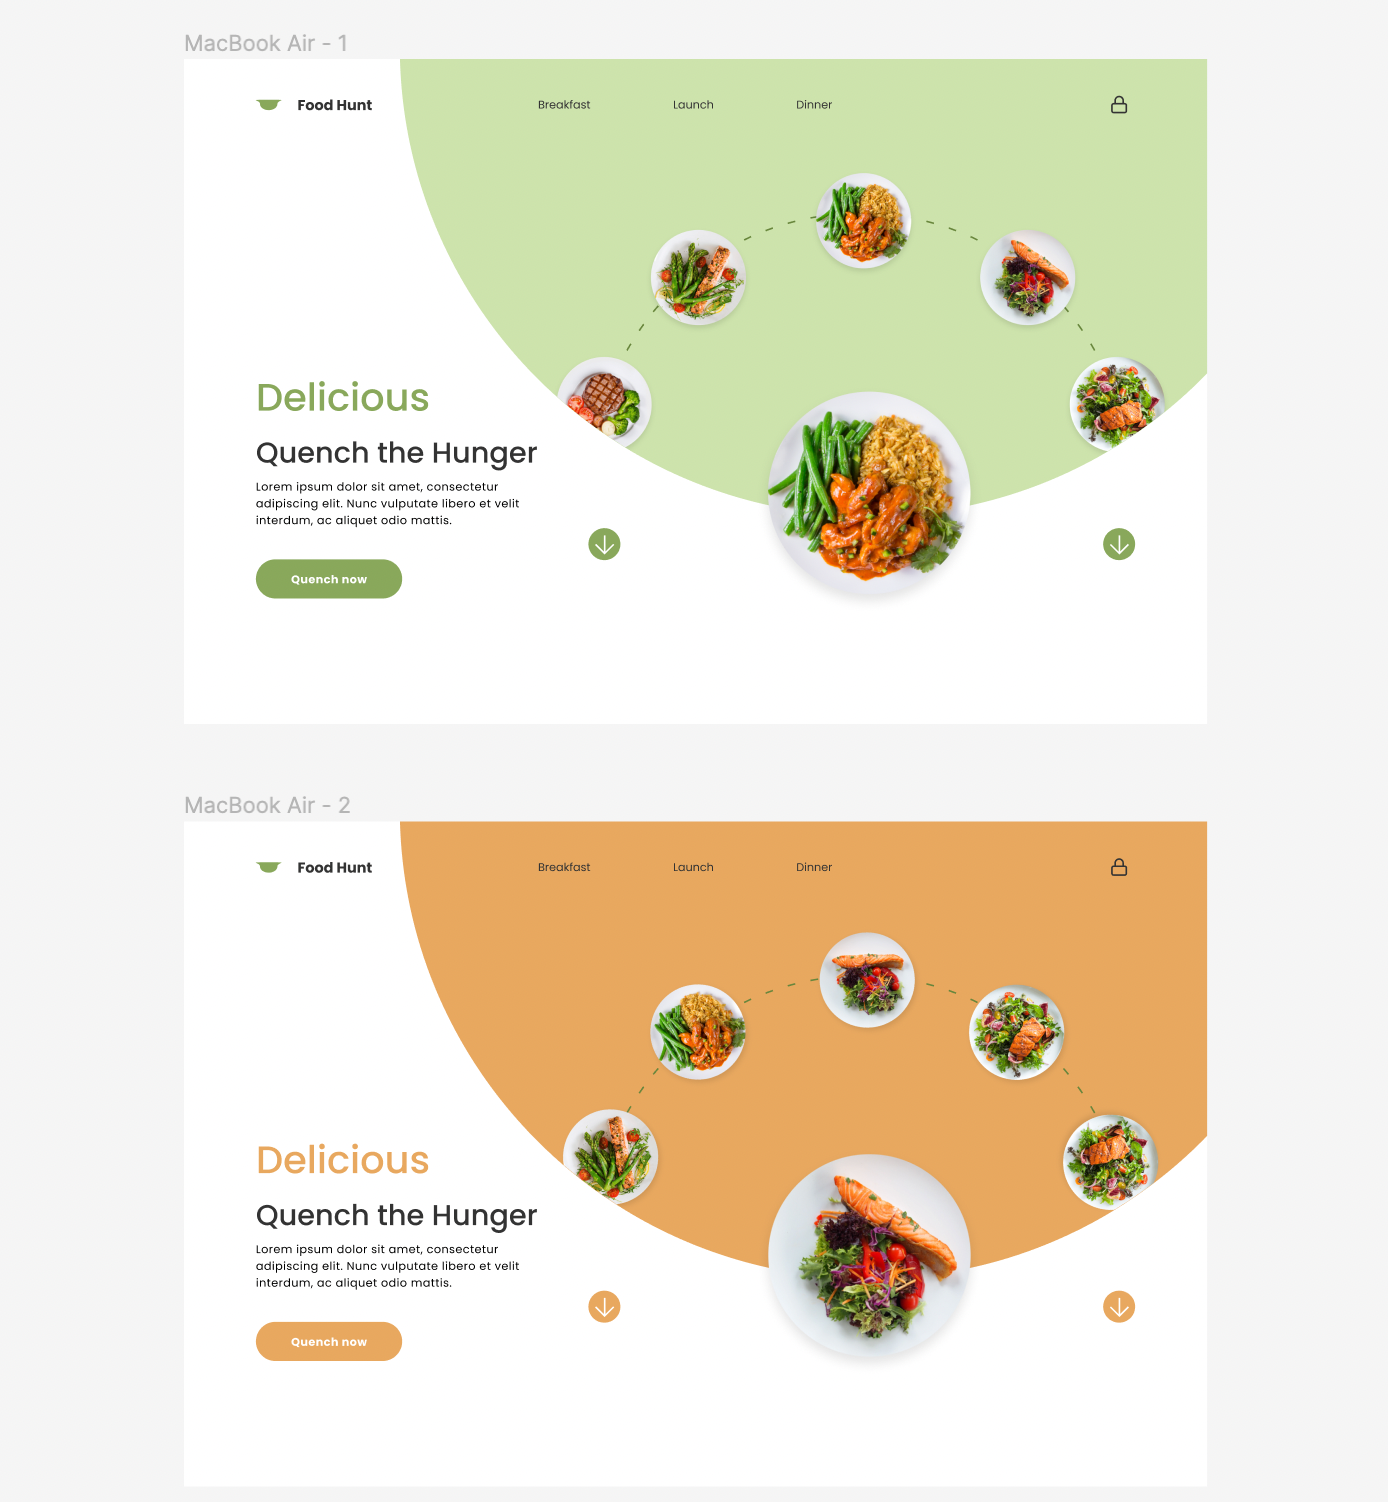 MacBook Air - 1
Food Hunt
Breakfast
Launch
Dinner
Delicious
Quench the Hunger
Lorem ipsum dolor sit amet, consectetur
adipiscing elit. Nunc vulputate libero et velit
interdum, ac aliquet odio mattis.
Quench now
MacBook Air - 2
Food Hunt
Breakfast
Launch
Dinner
Delicious
Quench the Hunger
Lorem ipsum dolor sit amet, consectetur
adipiscing elit. Nunc vulputate libero et velit
interdum, ac aliquet odio mattis.
Quench now